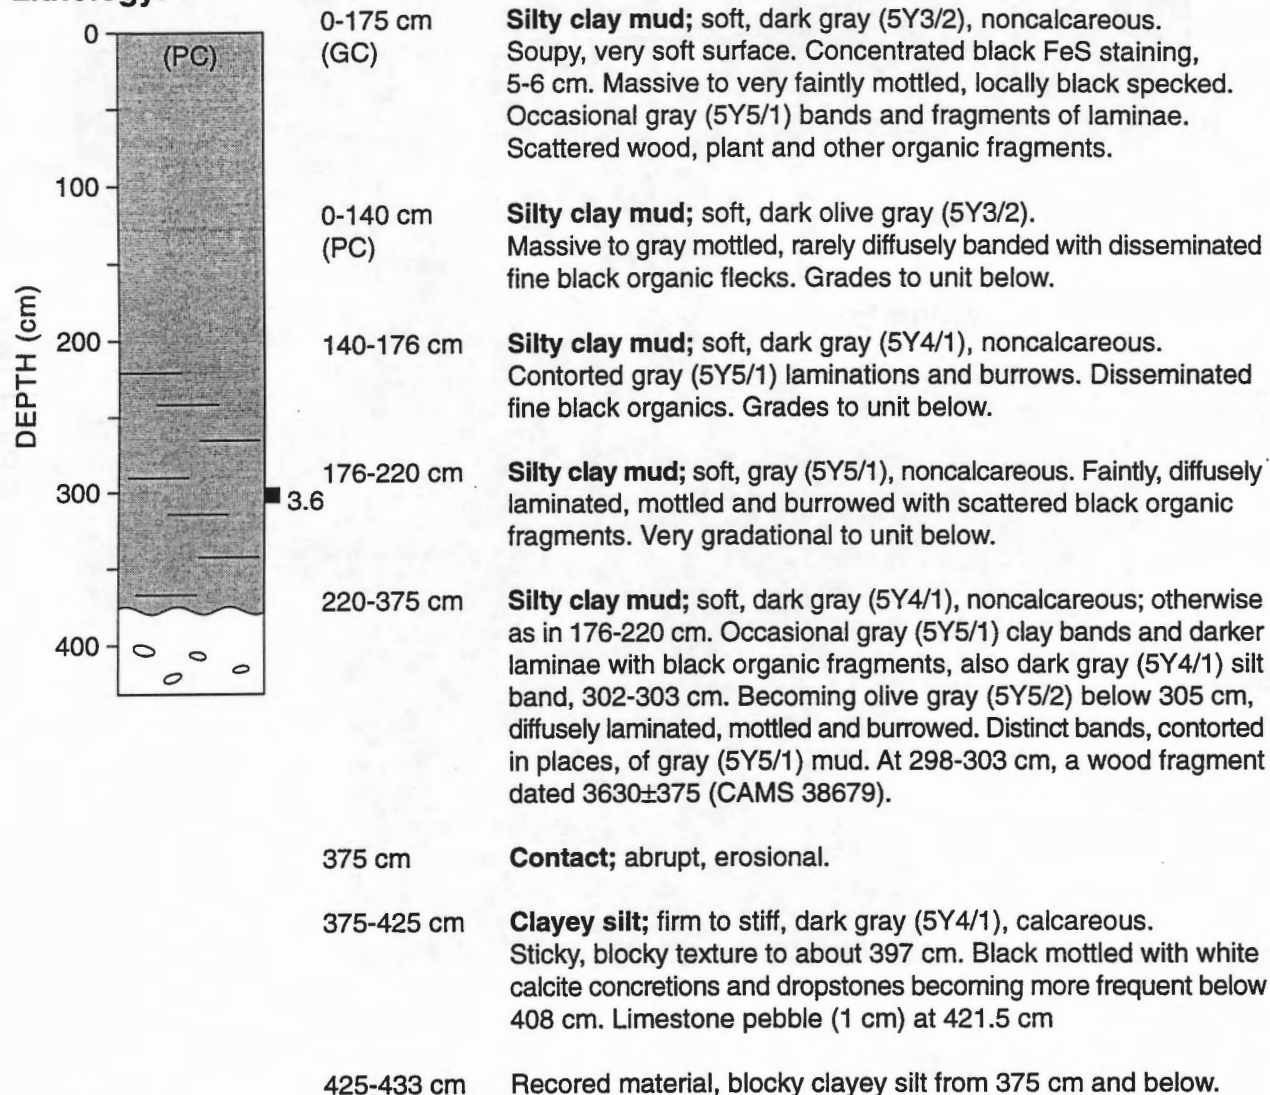 0-175 cm Silty clay mud; soft, dark gray (5Y3/2), noncalcareous.
(GC) Soupy, very soft surface. Concentrated black FeS staining,
5-6 cm. Massive to very faintly mottled, locally black specked.
Occasional gray (5Y5/1) bands and fragments of laminae.
Scattered wood, plant and other organic fragments.
0-140 cm Silty clay mud; soft, dark olive gray (5Y3/2).
(PC) Massive to gray mottled, rarely diffusely banded with disseminated
fine black organic flecks. Grades to unit below.
140-176 cm Silty clay mud; soft, dark gray (5Y4/1), noncalcareous.
Contorted gray (5Y5/1) laminations and burrows. Disseminated
fine black organics. Grades to unit below.
176-220 cm Silty clay mud; soft, gray (5Y5/1), noncalcareous. Faintly, diffusely
laminated, mottled and burrowed with scattered black organic
fragments. Very gradational to unit below.
220-375 cm Silty clay mud; soft, dark gray (5Y4/1), noncalcareous; otherwise
as in 176-220 cm. Occasional gray (5Y5/1) clay bands and darker
laminae with black organic fragments, also dark gray (5Y4/1) silt
band, 302-303 cm. Becoming olive gray (5Y5/2) below 305 cm,
diffusely laminated, mottled and burrowed. Distinct bands, contorted
in places, of gray (5Y5/1) mud. At 298-303 cm, a wood fragment
dated 3630±375 (CAMS 38679).
375 cm Contact; abrupt, erosional.
375-425 cm Clayey silt; firm to stiff, dark gray (5Y4/1), calcareous.
Sticky, blocky texture to about 397 cm. Black mottled with white
calcite concretions and dropstones becoming more frequent below
408 cm. Limestone pebble (1 cm) at 421.5 cm
425-433 cm Recored material, blocky clayey silt from 375 cm and below.
DEPTH (cm)
0
100
200
300
400
(PC)
3.6